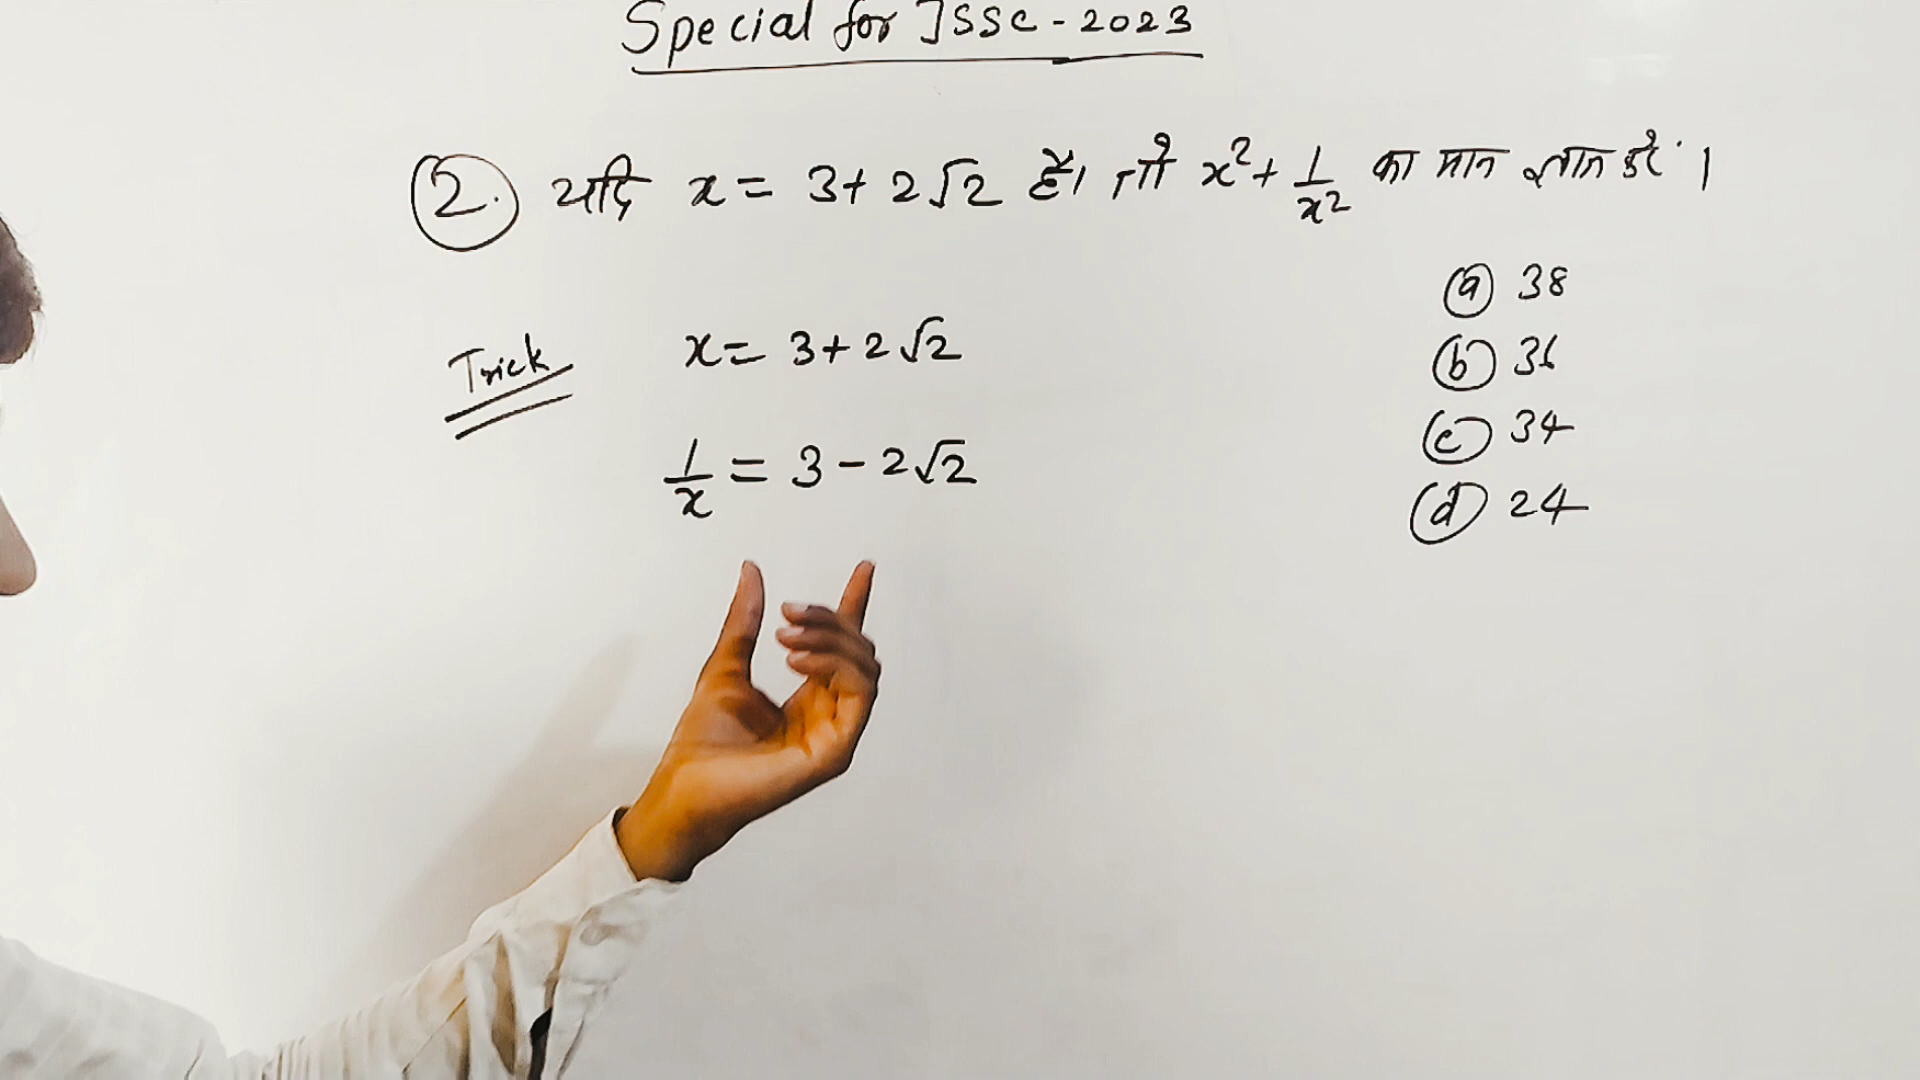 Special for JSSC - 2023
2. यदि x = 3 + 2√2 है। तो x² + 1/x² का मान ज्ञात करें।
(a) 38
Trick x = 3 + 2√2
(b) 36
(c) 34
1/x = 3 - 2√2
(d) 24